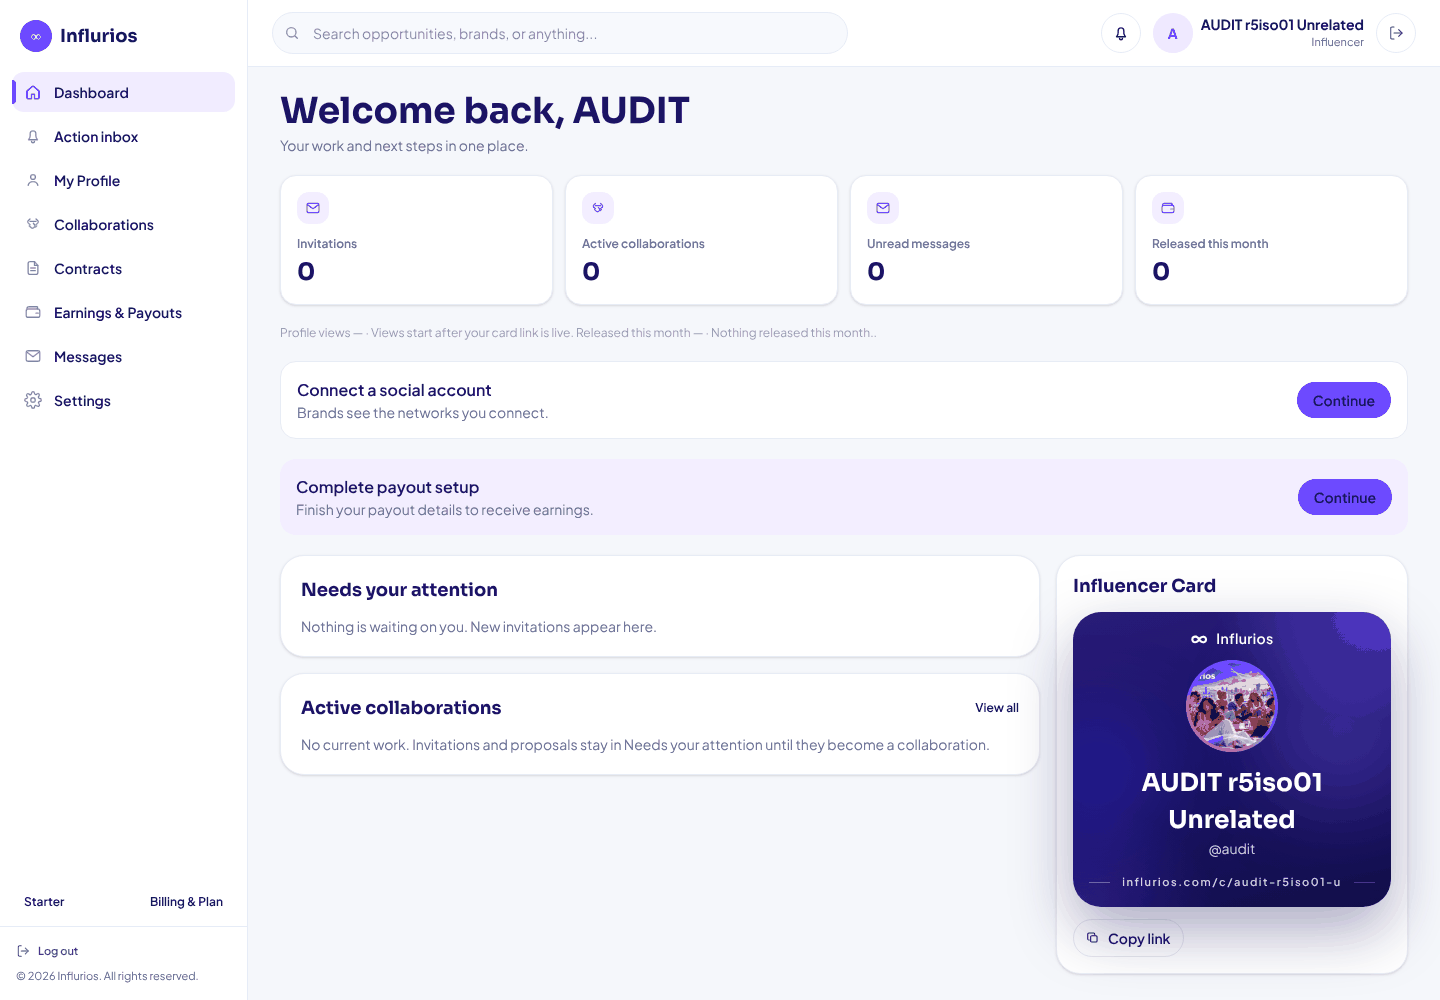 Influrios
Search opportunities, brands, or anything...
A
AUDIT r5iso01 Unrelated
Influencer
Dashboard
Action inbox
My Profile
Collaborations
Contracts
Earnings & Payouts
Messages
Settings
Starter
Billing & Plan
Log out
© 2026 Influrios. All rights reserved.
Welcome back, AUDIT
Your work and next steps in one place.
Invitations
0
Active collaborations
0
Unread messages
0
Released this month
0
Profile views — · Views start after your card link is live. Released this month — · Nothing released this month..
Connect a social account
Brands see the networks you connect.
Continue
Complete payout setup
Finish your payout details to receive earnings.
Continue
Needs your attention
Nothing is waiting on you. New invitations appear here.
Active collaborations
View all
No current work. Invitations and proposals stay in Needs your attention until they become a collaboration.
Influencer Card
Influrios
rios
AUDIT r5iso01
Unrelated
@audit
influrios.com/c/audit-r5iso01-u
Copy link